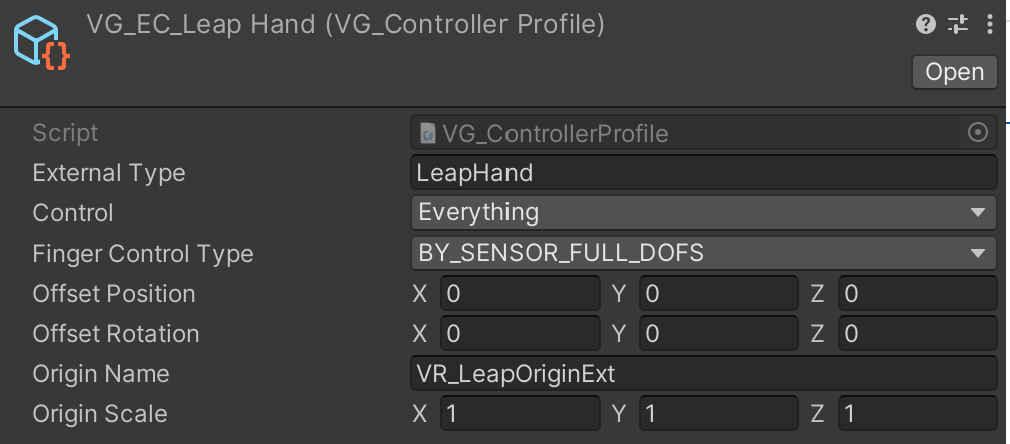 VG_EC_Leap Hand (VG_Controller Profile)
Open
Script VG_ControllerProfile
External Type LeapHand
Control Everything
Finger Control Type BY_SENSOR_FULL_DOFS
Offset Position X 0 Y 0 Z 0
Offset Rotation X 0 Y 0 Z 0
Origin Name VR_LeapOriginExt
Origin Scale X 1 Y 1 Z 1